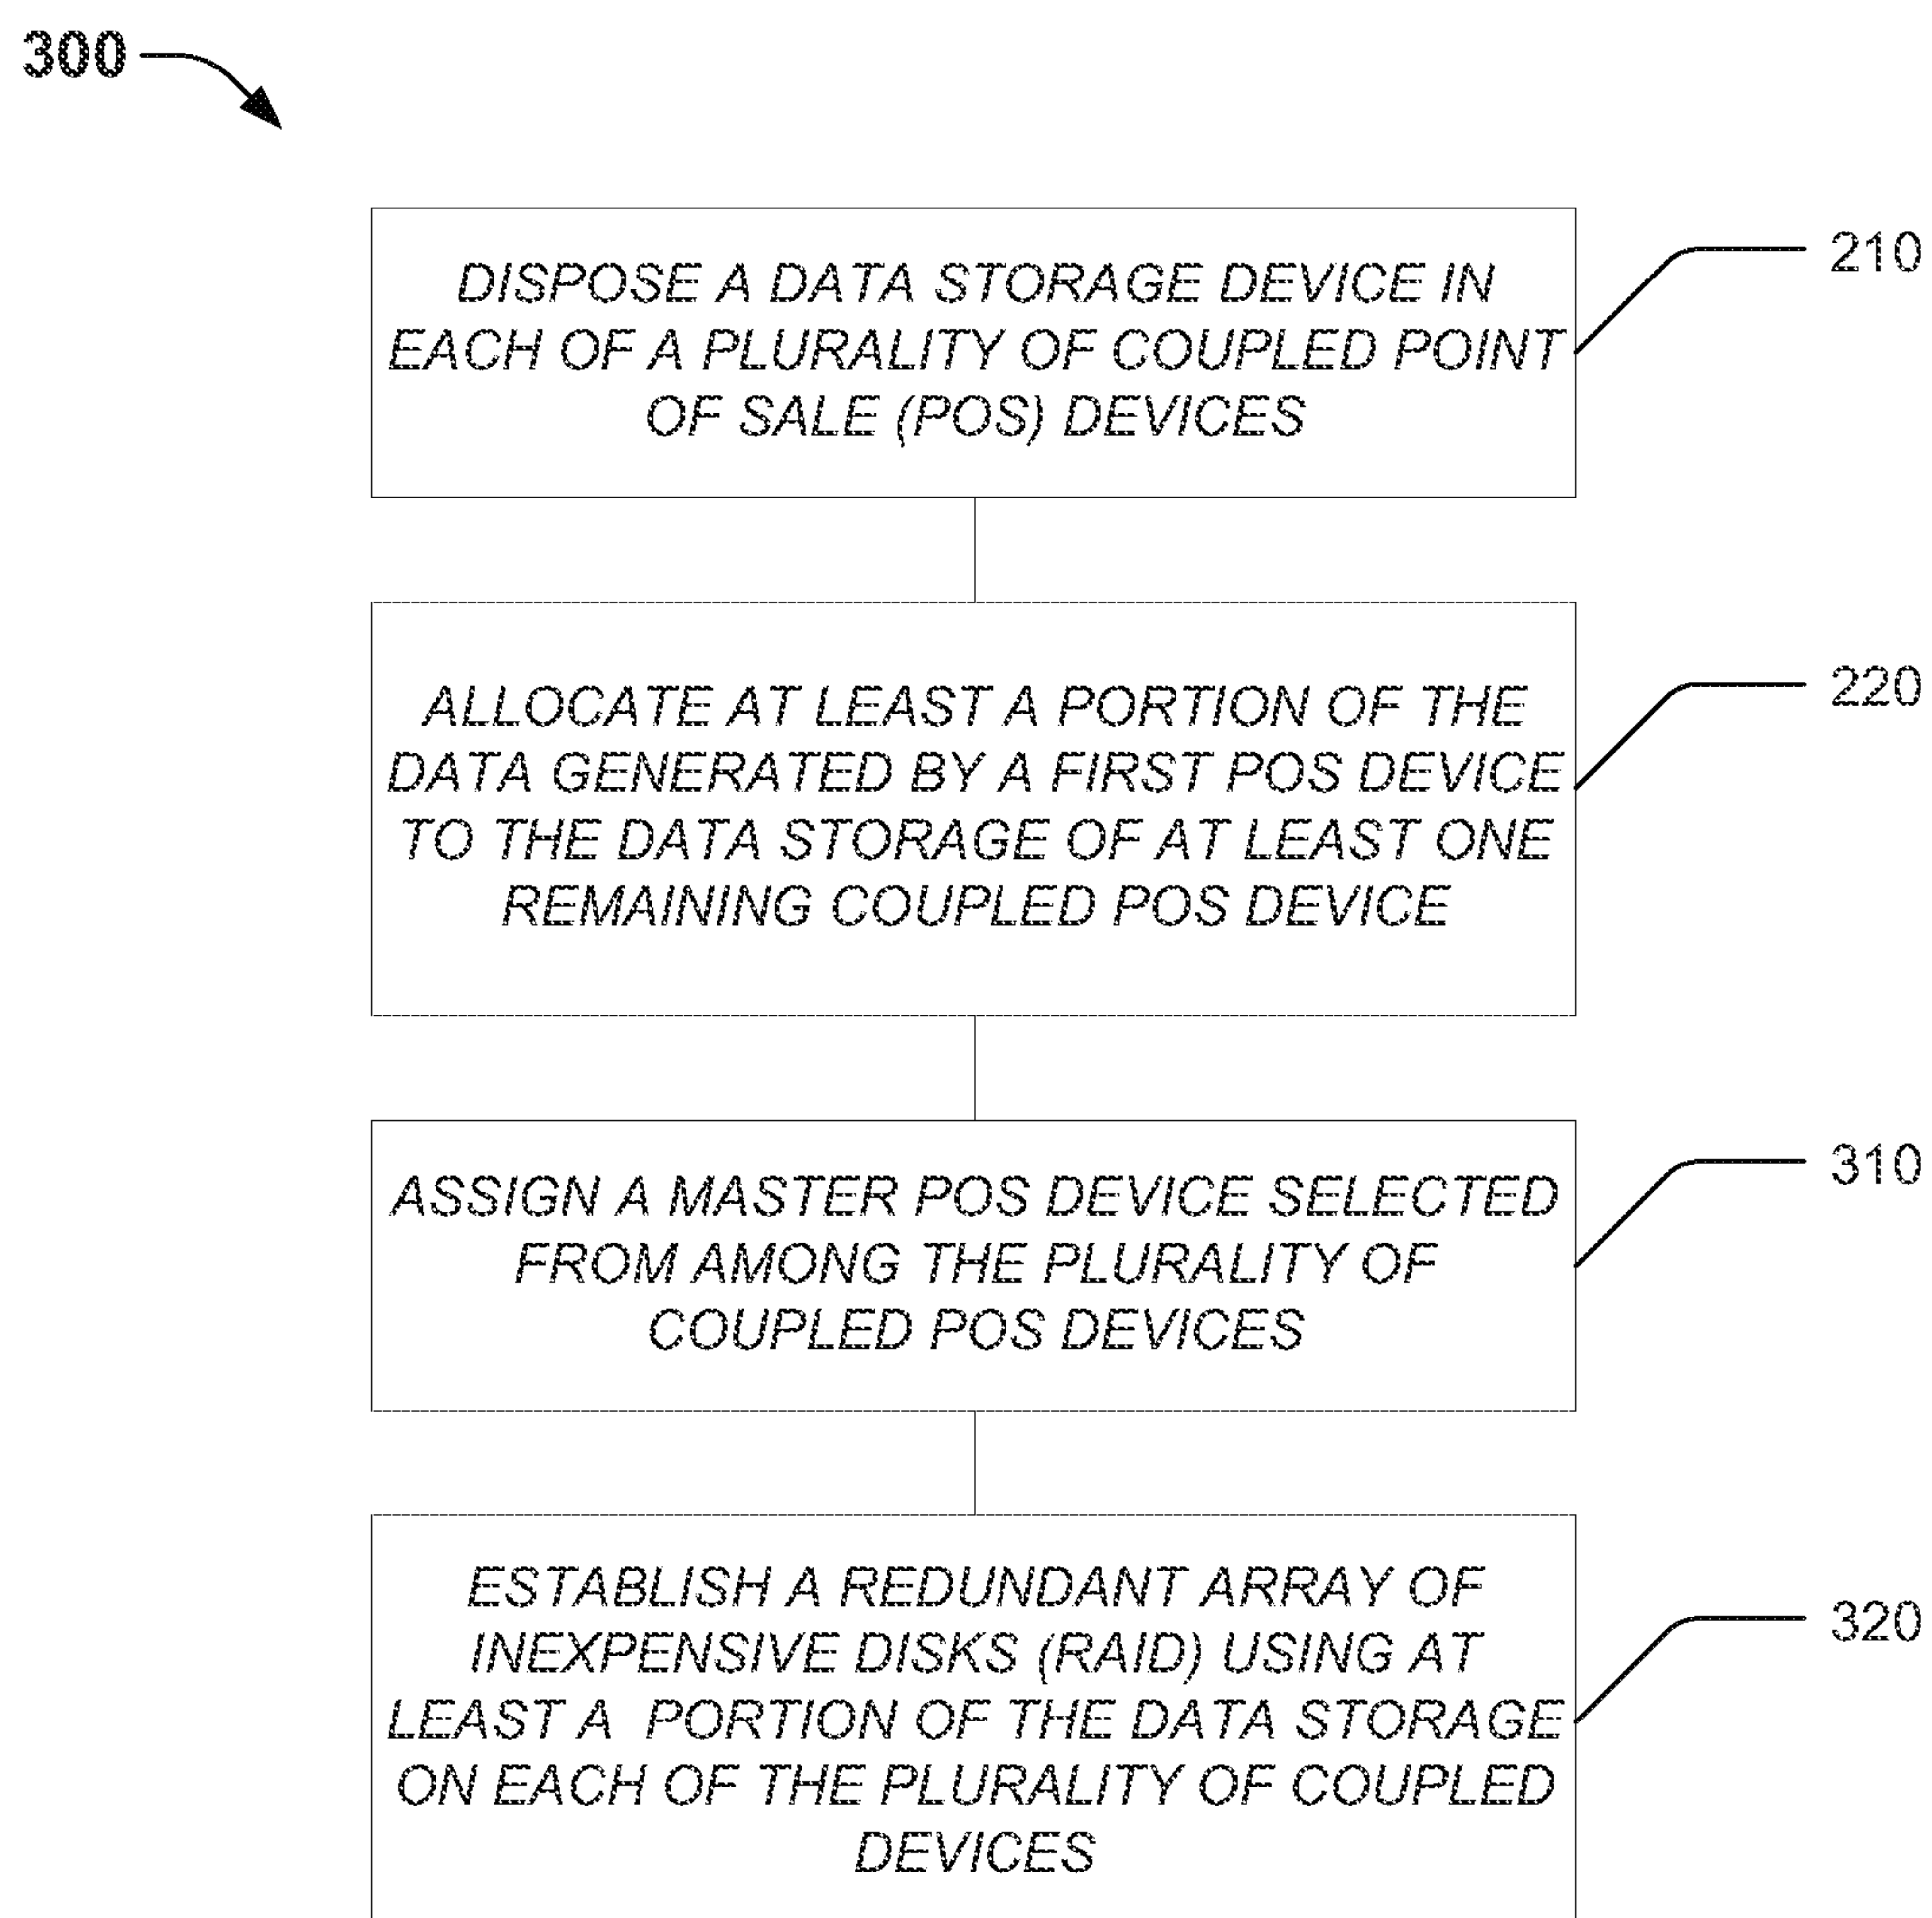 300
DISPOSE A DATA STORAGE DEVICE IN
EACH OF A PLURALITY OF COUPLED POINT
OF SALE (POS) DEVICES
210
ALLOCATE AT LEAST A PORTION OF THE
DATA GENERATED BY A FIRST POS DEVICE
TO THE DATA STORAGE OF AT LEAST ONE
REMAINING COUPLED POS DEVICE
220
ASSIGN A MASTER POS DEVICE SELECTED
FROM AMONG THE PLURALITY OF
COUPLED POS DEVICES
310
ESTABLISH A REDUNDANT ARRAY OF
INEXPENSIVE DISKS (RAID) USING AT
LEAST A PORTION OF THE DATA STORAGE
ON EACH OF THE PLURALITY OF COUPLED
DEVICES
320